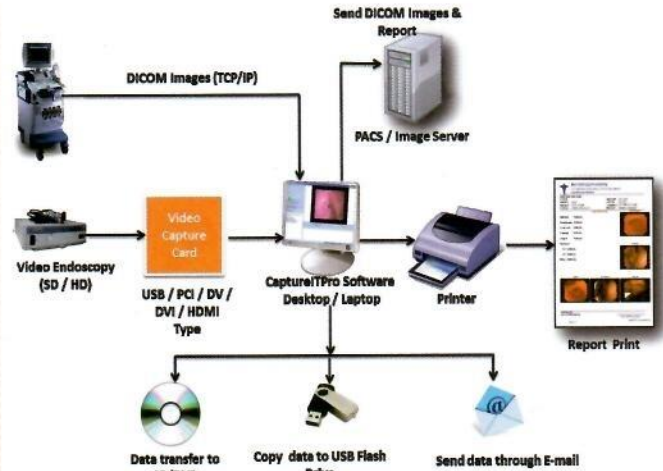 Send DICOM Images &
Report
DICOM Images (TCP/IP)
PACS / Image Server
Video
Capture
Card
Video Endoscopy
(SD / HD)
USB / PCI / DV /
DVI / HDMI
Type
CaptureITPro Software
Desktop / Laptop
Printer
Report Print
Data transfer to
Copy data to USB Flash
Send data through E-mail